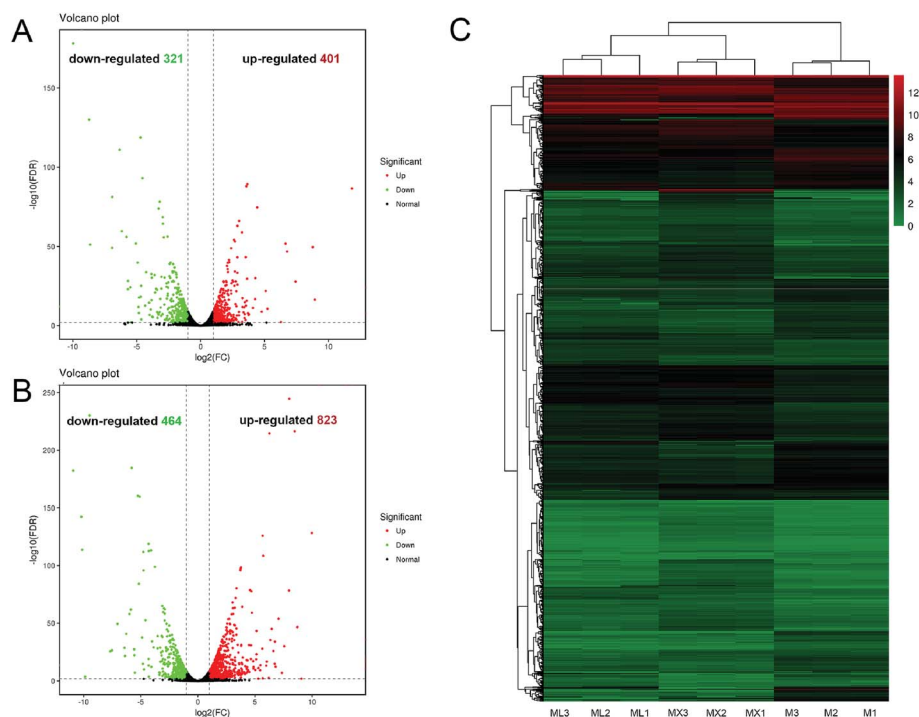 A
Volcano plot
down-regulated 321
up-regulated 401
150
100
50
0
-log10(FDR)
-10
-5
0
5
10
log2(FC)
Significant
Up
Down
Normal
B
Volcano plot
down-regulated 464
up-regulated 823
250
200
150
100
50
0
-log10(FDR)
-10
-5
0
5
10
log2(FC)
Significant
Up
Down
Normal
C
12
10
8
6
4
2
0
ML3 ML2 ML1 MX3 MX2 MX1 M3 M2 M1